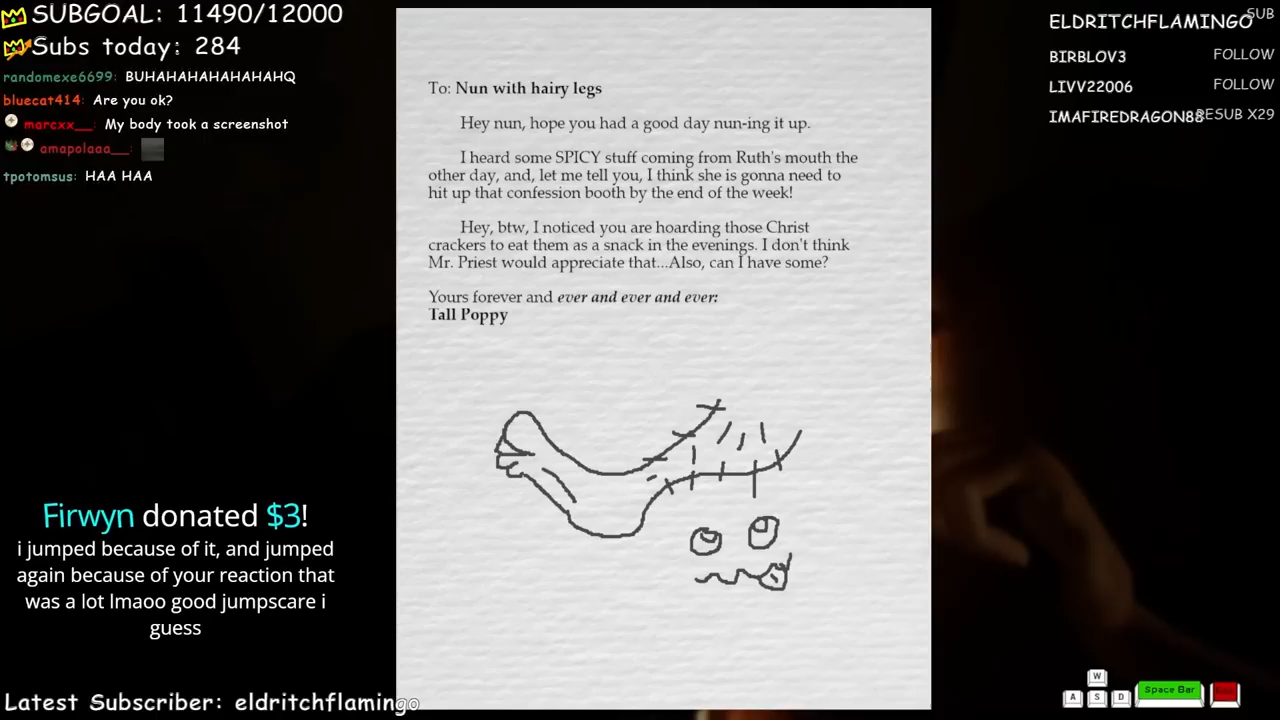 SUBGOAL: 11490/12000
Subs today: 284
randomexe6699: BUHAHAHAHAHAHAHQ
bluecat414: Are you ok?
marcxx__: My body took a screenshot
amapolaaa__:
tpotomsus: HAA HAA
To: Nun with hairy legs
Hey nun, hope you had a good day nun-ing it up.
I heard some SPICY stuff coming from Ruth's mouth the
other day, and, let me tell you, I think she is gonna need to
hit up that confession booth by the end of the week!
Hey, btw, I noticed you are hoarding those Christ
crackers to eat them as a snack in the evenings. I don't think
Mr. Priest would appreciate that...Also, can I have some?
Yours forever and ever and ever and ever:
Tall Poppy
ELDRITCHFLAMINGO SUB
BIRBLOV3 FOLLOW
LIVV22006 FOLLOW
IMAFIREDRAGON88 RESUB X29
Firwyn donated $3!
i jumped because of it, and jumped
again because of your reaction that
was a lot lmaoo good jumpscare i
guess
Latest Subscriber: eldritchflamingo
W
A S D Space Bar